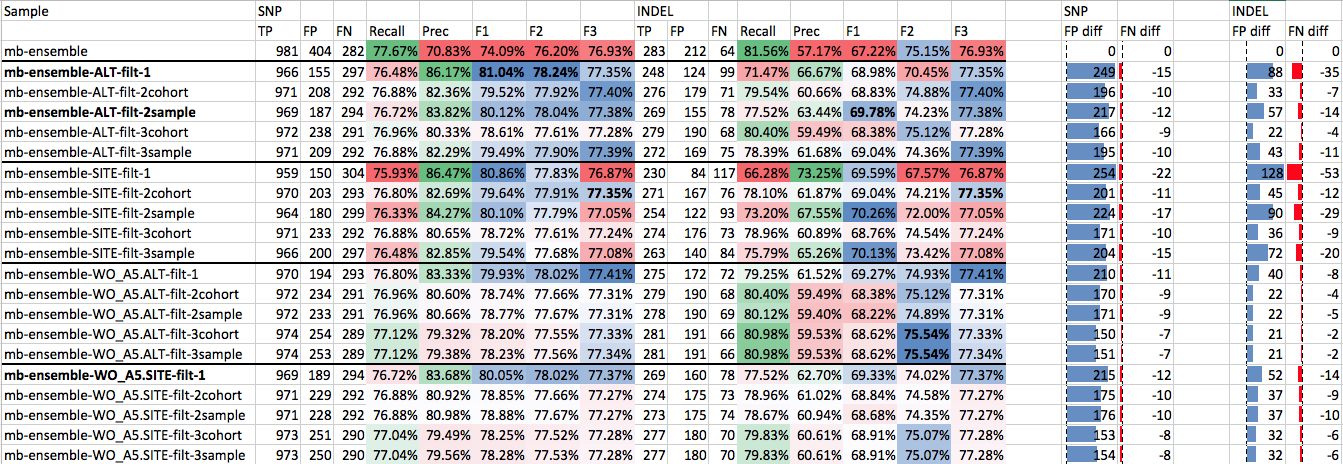 Sample SNP INDEL SNP INDEL
TP FP FN Recall Prec F1 F2 F3 TP FP FN Recall Prec F1 F2 F3 FP diff FN diff FP diff FN diff
mb-ensemble 981 404 282 77.67% 70.83% 74.09% 76.20% 76.93% 283 212 64 81.56% 57.17% 67.22% 75.15% 76.93% 0 0 0 0
mb-ensemble-ALT-filt-1 966 155 297 76.48% 86.17% 81.04% 78.24% 77.35% 248 124 99 71.47% 66.67% 68.98% 70.45% 77.35% 249 -15 88 -35
mb-ensemble-ALT-filt-2cohort 971 208 292 76.88% 82.36% 79.52% 77.92% 77.40% 276 179 71 79.54% 60.66% 68.83% 74.88% 77.40% 196 -10 33 -7
mb-ensemble-ALT-filt-2sample 969 187 294 76.72% 83.82% 80.12% 78.04% 77.38% 269 155 78 77.52% 63.44% 69.78% 74.23% 77.38% 217 -12 57 -14
mb-ensemble-ALT-filt-3cohort 972 238 291 76.96% 80.33% 78.61% 77.61% 77.28% 279 190 68 80.40% 59.49% 68.38% 75.12% 77.28% 166 -9 22 -4
mb-ensemble-ALT-filt-3sample 971 209 292 76.88% 82.29% 79.49% 77.90% 77.39% 272 169 75 78.39% 61.68% 69.04% 74.36% 77.39% 195 -10 43 -11
mb-ensemble-SITE-filt-1 959 150 304 75.93% 86.47% 80.86% 77.83% 76.87% 230 84 117 66.28% 73.25% 69.59% 67.57% 76.87% 254 -22 128 -53
mb-ensemble-SITE-filt-2cohort 970 203 293 76.80% 82.69% 79.64% 77.91% 77.35% 271 167 76 78.10% 61.87% 69.04% 74.21% 77.35% 201 -11 45 -12
mb-ensemble-SITE-filt-2sample 964 180 299 76.33% 84.27% 80.10% 77.79% 77.05% 254 122 93 73.20% 67.55% 70.26% 72.00% 77.05% 224 -17 90 -29
mb-ensemble-SITE-filt-3cohort 971 233 292 76.88% 80.65% 78.72% 77.61% 77.24% 274 176 73 78.96% 60.89% 68.76% 74.54% 77.24% 171 -10 36 -9
mb-ensemble-SITE-filt-3sample 966 200 297 76.48% 82.85% 79.54% 77.68% 77.08% 263 140 84 75.79% 65.26% 70.13% 73.42% 77.08% 204 -15 72 -20
mb-ensemble-WO_A5.ALT-filt-1 970 194 293 76.80% 83.33% 79.93% 78.02% 77.41% 275 172 72 79.25% 61.52% 69.27% 74.93% 77.41% 210 -11 40 -8
mb-ensemble-WO_A5.ALT-filt-2cohort 972 234 291 76.96% 80.60% 78.74% 77.66% 77.31% 279 190 68 80.40% 59.49% 68.38% 75.12% 77.31% 170 -9 22 -4
mb-ensemble-WO_A5.ALT-filt-2sample 972 233 291 76.96% 80.66% 78.77% 77.67% 77.31% 278 190 69 80.12% 59.40% 68.22% 74.89% 77.31% 171 -9 22 -5
mb-ensemble-WO_A5.ALT-filt-3cohort 974 254 289 77.12% 79.32% 78.20% 77.55% 77.33% 281 191 66 80.98% 59.53% 68.62% 75.54% 77.33% 150 -7 21 -2
mb-ensemble-WO_A5.ALT-filt-3sample 974 253 289 77.12% 79.38% 78.23% 77.56% 77.34% 281 191 66 80.98% 59.53% 68.62% 75.54% 77.34% 151 -7 21 -2
mb-ensemble-WO_A5.SITE-filt-1 969 189 294 76.72% 83.68% 80.05% 78.02% 77.37% 269 160 78 77.52% 62.70% 69.33% 74.02% 77.37% 215 -12 52 -14
mb-ensemble-WO_A5.SITE-filt-2cohort 971 229 292 76.88% 80.92% 78.85% 77.66% 77.27% 274 175 73 78.96% 61.02% 68.84% 74.58% 77.27% 175 -10 37 -9
mb-ensemble-WO_A5.SITE-filt-2sample 971 228 292 76.88% 80.98% 78.88% 77.67% 77.27% 273 175 74 78.67% 60.94% 68.68% 74.35% 77.27% 176 -10 37 -10
mb-ensemble-WO_A5.SITE-filt-3cohort 973 251 290 77.04% 79.49% 78.25% 77.52% 77.28% 277 180 70 79.83% 60.61% 68.91% 75.07% 77.28% 153 -8 32 -6
mb-ensemble-WO_A5.SITE-filt-3sample 973 250 290 77.04% 79.56% 78.28% 77.53% 77.28% 277 180 70 79.83% 60.61% 68.91% 75.07% 77.28% 154 -8 32 -6